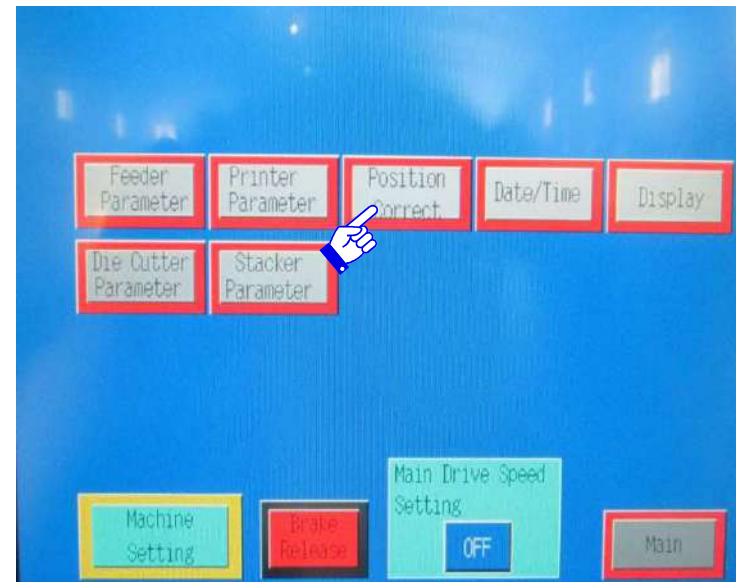 Feeder
Parameter
Printer
Parameter
Position
Correct
Date/Time
Display
Die Cutter
Parameter
Stacker
Parameter
Main Drive Speed
Setting
OFF
Machine
Setting
Brake
Release
Main